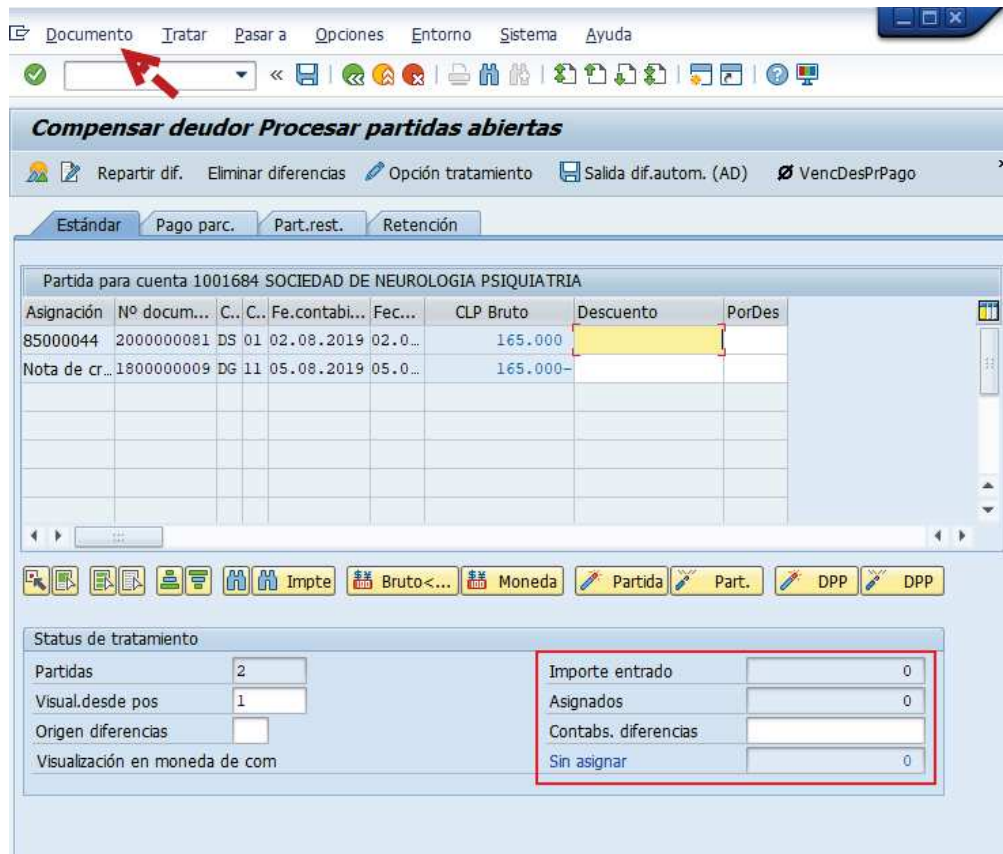 Documento Tratar Pasar a Opciones Entorno Sistema Ayuda
Compensar deudor Procesar partidas abiertas
Repartir dif. Eliminar diferencias Opción tratamiento Salida dif.autom. (AD) VencDesPrPago
Estándar Pago parc. Part.rest. Retención
Partida para cuenta 1001684 SOCIEDAD DE NEUROLOGIA PSIQUIATRIA
Asignación Nº docum... C.. C.. Fe.contabi... Fec... CLP Bruto Descuento PorDes
85000044 2000000081 DS 01 02.08.2019 02.0… 165.000
Nota de cr… 1800000009 DG 11 05.08.2019 05.0… 165.000-
Impte Bruto<... Moneda Partida Part. DPP DPP
Status de tratamiento
Partidas 2 Importe entrado 0
Visual.desde pos 1 Asignados 0
Origen diferencias Contabs. diferencias
Visualización en moneda de com Sin asignar 0